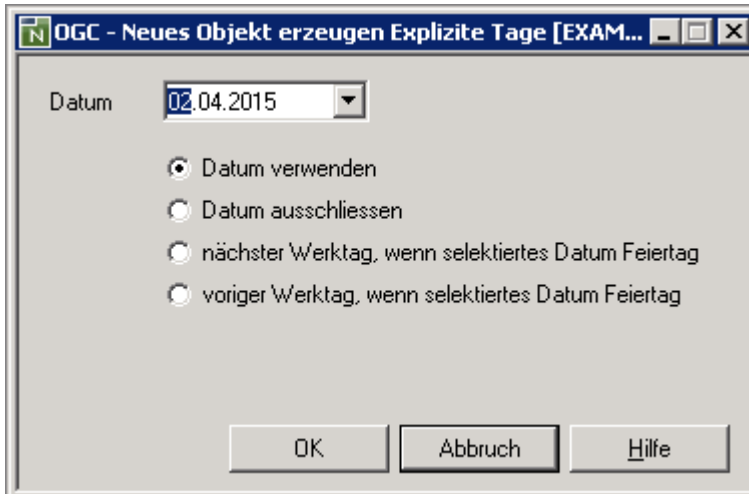 OGC - Neues Objekt erzeugen Explizite Tage [EXAM...
Datum 02.04.2015
Datum verwenden
Datum ausschliessen
nächster Werktag, wenn selektiertes Datum Feiertag
voriger Werktag, wenn selektiertes Datum Feiertag
OK Abbruch Hilfe